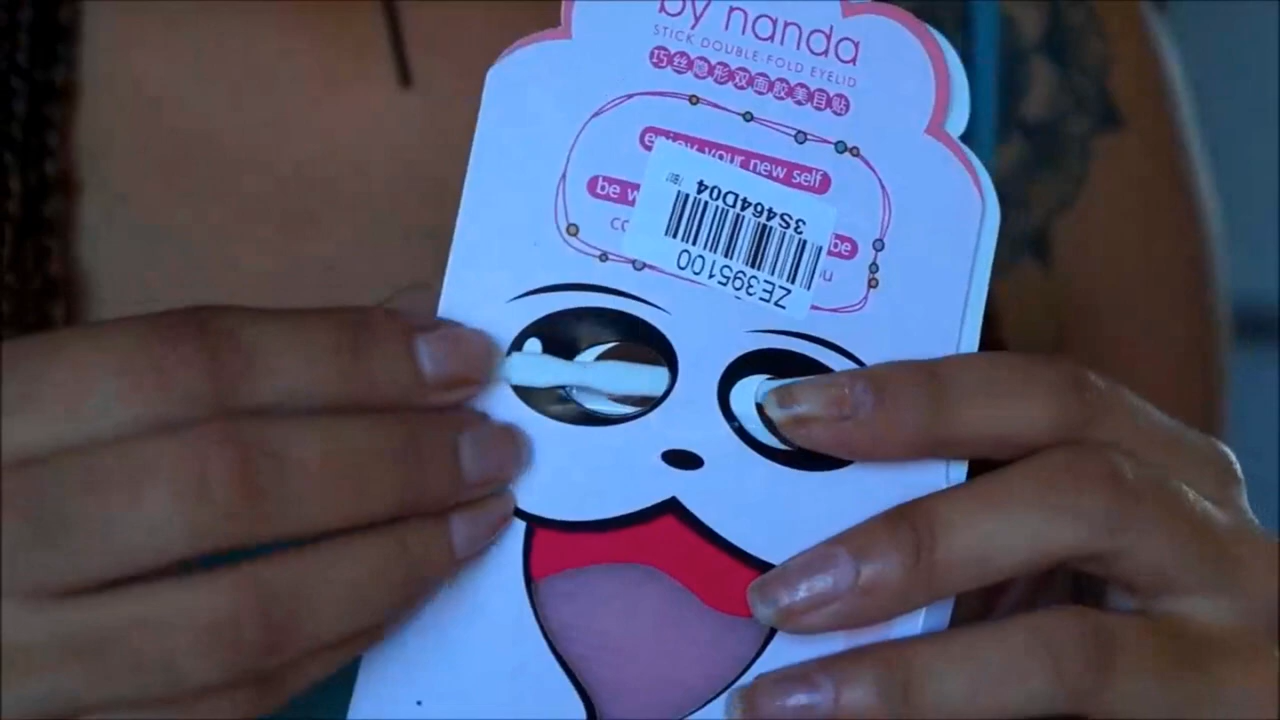 by nanda
STICK DOUBLE-FOLD EYELID
巧丝隐形双面胶美目贴
enjoy your new self
be
be
ZE395100
3S464D04